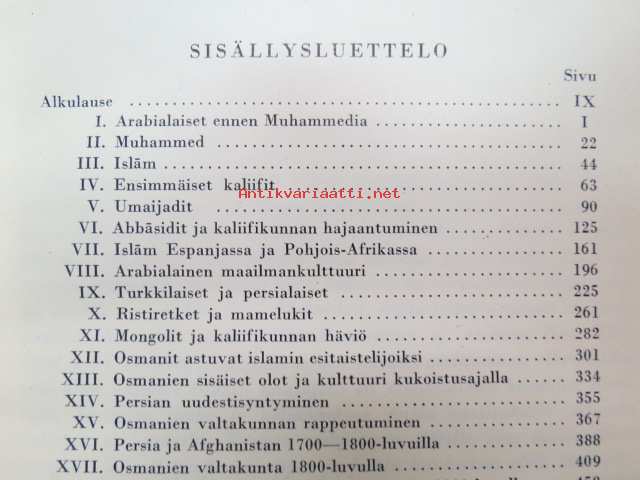 SISÄLLYSLUETTELO
Sivu
Alkulause ........ IX
I. Arabialaiset ennen Muhammedia ........ I
II. Muhammed ........ 22
III. Islām ........ 44
IV. Ensimmäiset kaliifit ........ 63
Antikvariaatti.net
V. Umaijadit ........ 90
VI. Abbāsidit ja kaliifikunnan hajaantuminen ........ 125
VII. Islām Espanjassa ja Pohjois-Afrikassa ........ 161
VIII. Arabialainen maailmankulttuuri ........ 196
IX. Turkkilaiset ja persialaiset ........ 225
X. Ristiretket ja mamelukit ........ 261
XI. Mongolit ja kaliifikunnan häviö ........ 282
XII. Osmanit astuvat islamin esitaistelijoiksi ........ 301
XIII. Osmanien sisäiset olot ja kulttuuri kukoistusajalla ........ 334
XIV. Persian uudestisyntyminen ........ 355
XV. Osmanien valtakunnan rappeutuminen ........ 367
XVI. Persia ja Afghanistan 1700—1800-luvuilla ........ 388
XVII. Osmanien valtakunta 1800-luvulla ........ 409